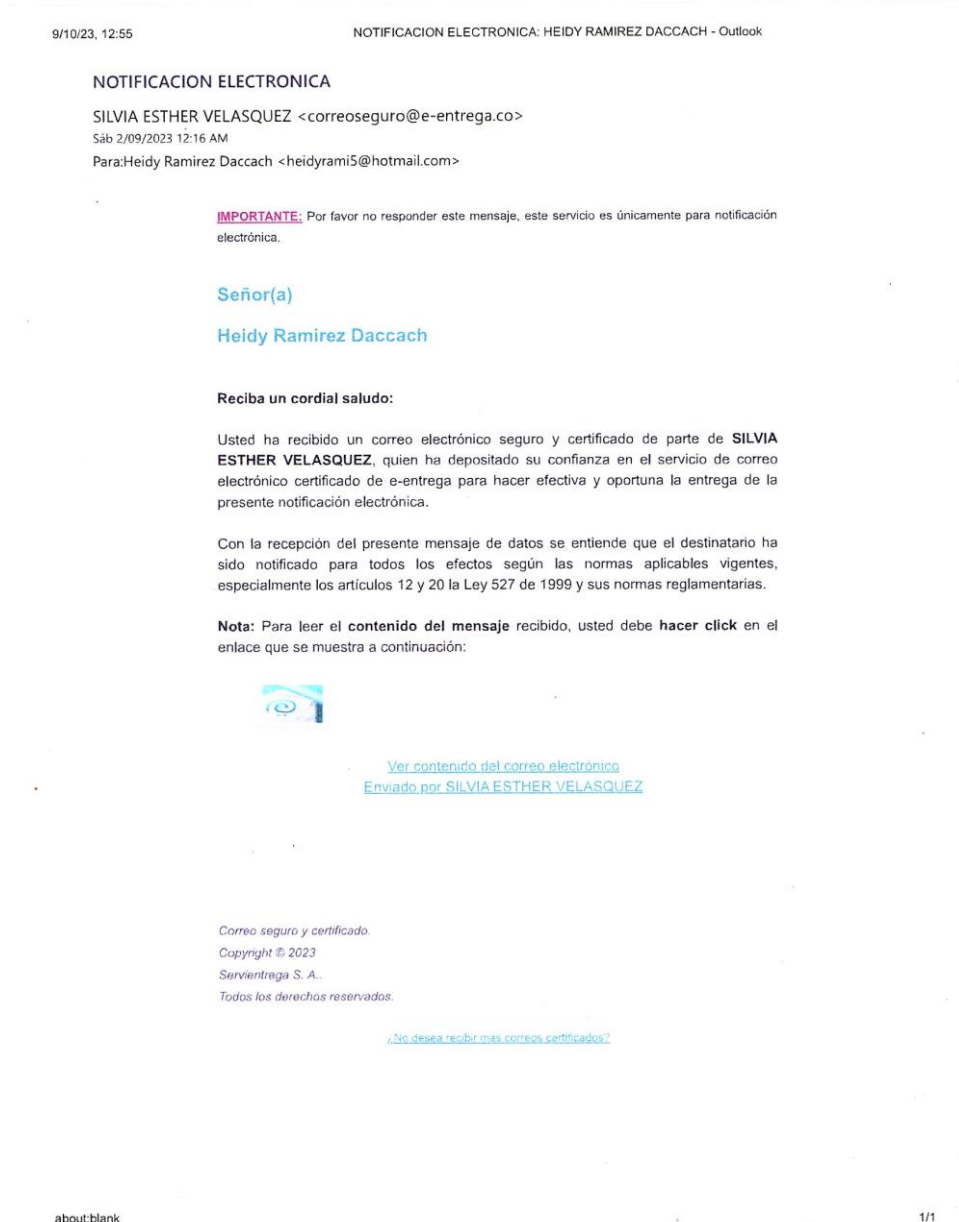 9/10/23, 12:55
NOTIFICACION ELECTRONICA: HEIDY RAMIREZ DACCACH - Outlook
NOTIFICACION ELECTRONICA
SILVIA ESTHER VELASQUEZ <correoseguro@e-entrega.co>
Sáb 2/09/2023 12:16 AM
Para:Heidy Ramirez Daccach <heidyrami5@hotmail.com>
IMPORTANTE: Por favor no responder este mensaje, este servicio es únicamente para notificación
electrónica.
Señor(a)
Heidy Ramirez Daccach
Reciba un cordial saludo:
Usted ha recibido un correo electrónico seguro y certificado de parte de SILVIA
ESTHER VELASQUEZ, quien ha depositado su confianza en el servicio de correo
electrónico certificado de e-entrega para hacer efectiva y oportuna la entrega de la
presente notificación electrónica.
Con la recepción del presente mensaje de datos se entiende que el destinatario ha
sido notificado para todos los efectos según las normas aplicables vigentes,
especialmente los artículos 12 y 20 la Ley 527 de 1999 y sus normas reglamentarias.
Nota: Para leer el contenido del mensaje recibido, usted debe hacer click en el
enlace que se muestra a continuación:
Ver contenido del correo electrónico
Enviado por SILVIA ESTHER VELASQUEZ
Correo seguro y certificado.
Copyright © 2023
Servientrega S. A..
Todos los derechos reservados.
¿No desea recibir mas correos certificados?
about:blank
1/1